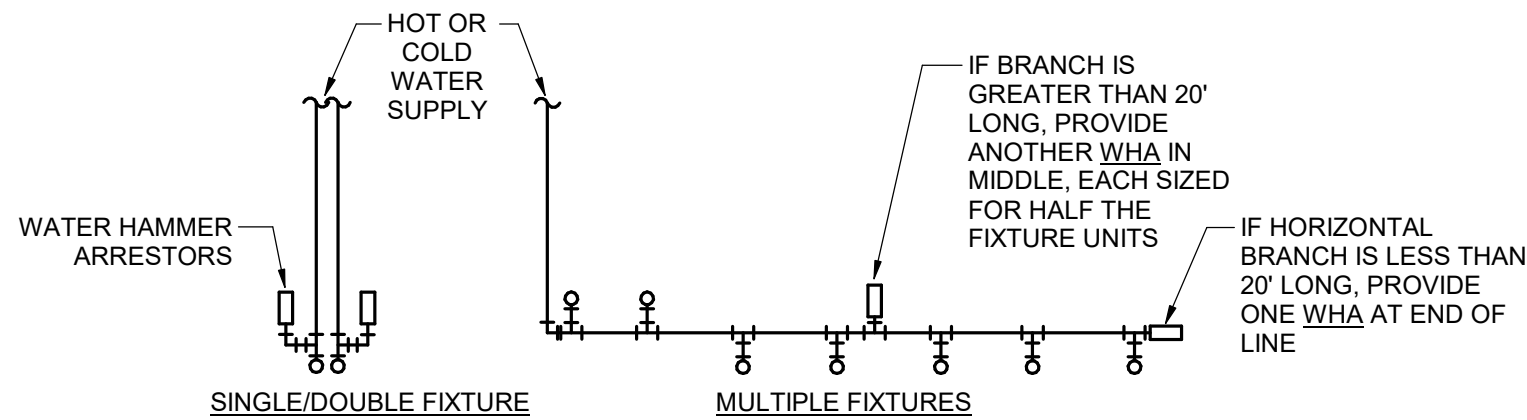 HOT OR
COLD
WATER
SUPPLY
IF BRANCH IS
GREATER THAN 20'
LONG, PROVIDE
ANOTHER WHA IN
MIDDLE, EACH SIZED
FOR HALF THE
FIXTURE UNITS
WATER HAMMER
ARRESTORS
IF HORIZONTAL
BRANCH IS LESS THAN
20' LONG, PROVIDE
ONE WHA AT END OF
LINE
SINGLE/DOUBLE FIXTURE
MULTIPLE FIXTURES